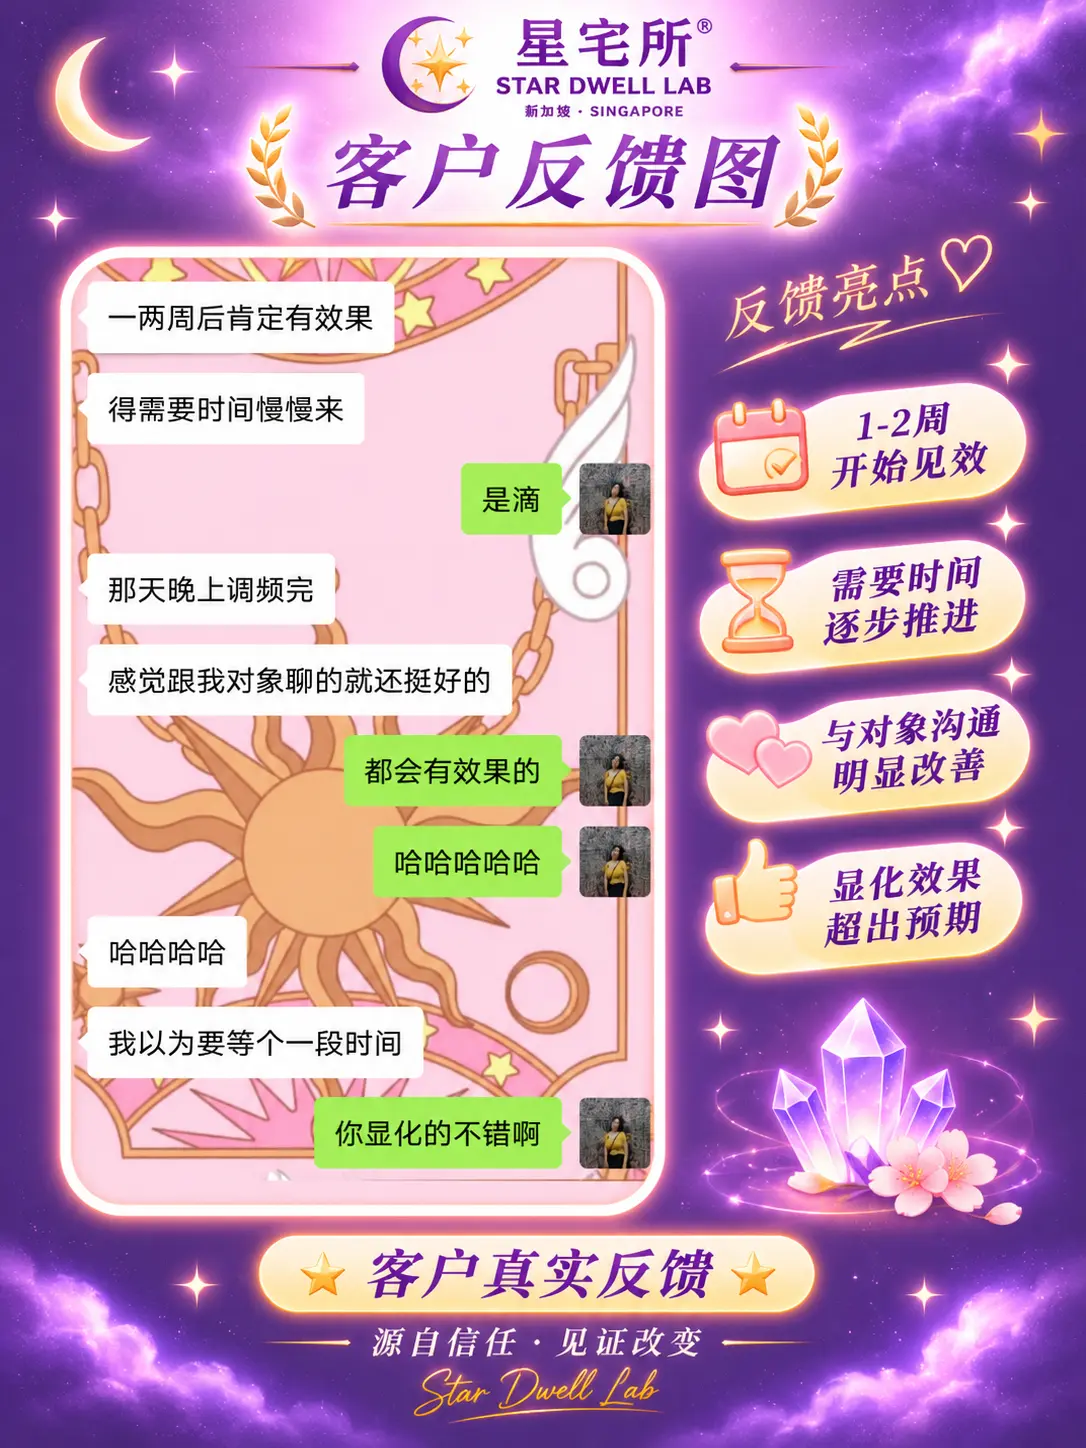 星宅所®
STAR DWELL LAB
新加坡 · SINGAPORE
客户反馈图
一两周后肯定有效果
得需要时间慢慢来
是滴
那天晚上调频完
感觉跟我对象聊的就还挺好的
都会有效果的
哈哈哈哈哈
哈哈哈哈
我以为要等个一段时间
你显化的不错啊
反馈亮点
1-2周
开始见效
需要时间
逐步推进
与对象沟通
明显改善
显化效果
超出预期
客户真实反馈
源自信任 · 见证改变
Star Dwell Lab